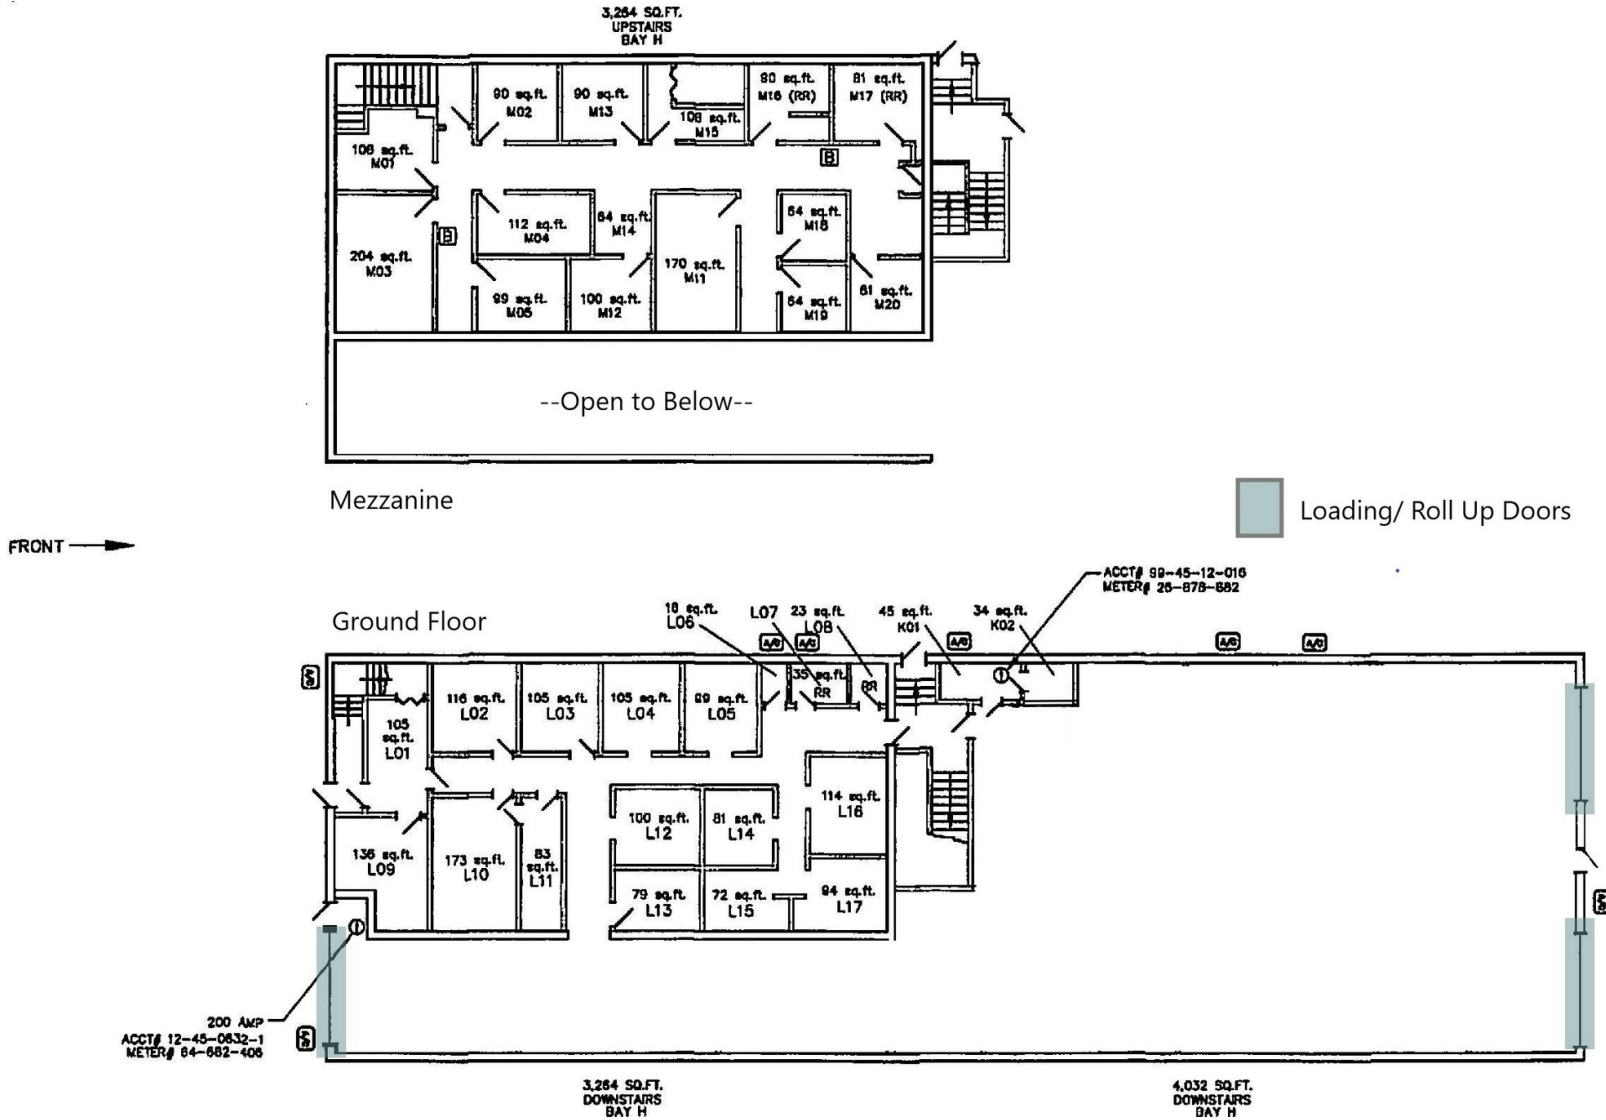 3,264 SQ.FT.
UPSTAIRS
BAY H
90 sq.ft.
M02
90 sq.ft.
M13
108 sq.ft.
M15
90 sq.ft.
M16 (RR)
81 sq.ft.
M17 (RR)
106 sq.ft.
M01
B
204 sq.ft.
M03
112 sq.ft.
M04
64 sq.ft.
M14
170 sq.ft.
M11
64 sq.ft.
M18
99 sq.ft.
M05
100 sq.ft.
M12
64 sq.ft.
M19
81 sq.ft.
M20
--Open to Below--
Mezzanine
Loading/ Roll Up Doors
FRONT
ACCT# 99-45-12-016
METER# 26-878-682
Ground Floor
18 sq.ft.
L06
L07
23 sq.ft.
L08
45 sq.ft.
K01
34 sq.ft.
K02
A/C
A/C
A/C
A/C
A/C
A/C
116 sq.ft.
L02
105 sq.ft.
L03
105 sq.ft.
L04
99 sq.ft.
L05
35 sq.ft.
RR
RR
105
sq.ft.
L01
136 sq.ft.
L09
173 sq.ft.
L10
83
sq.ft.
L11
100 sq.ft.
L12
81 sq.ft.
L14
114 sq.ft.
L16
79 sq.ft.
L13
72 sq.ft.
L15
94 sq.ft.
L17
A/C
200 AMP
ACCT# 12-45-0632-1
METER# 64-682-406
A/C
3,264 SQ.FT.
DOWNSTAIRS
BAY H
4,032 SQ.FT.
DOWNSTAIRS
BAY H